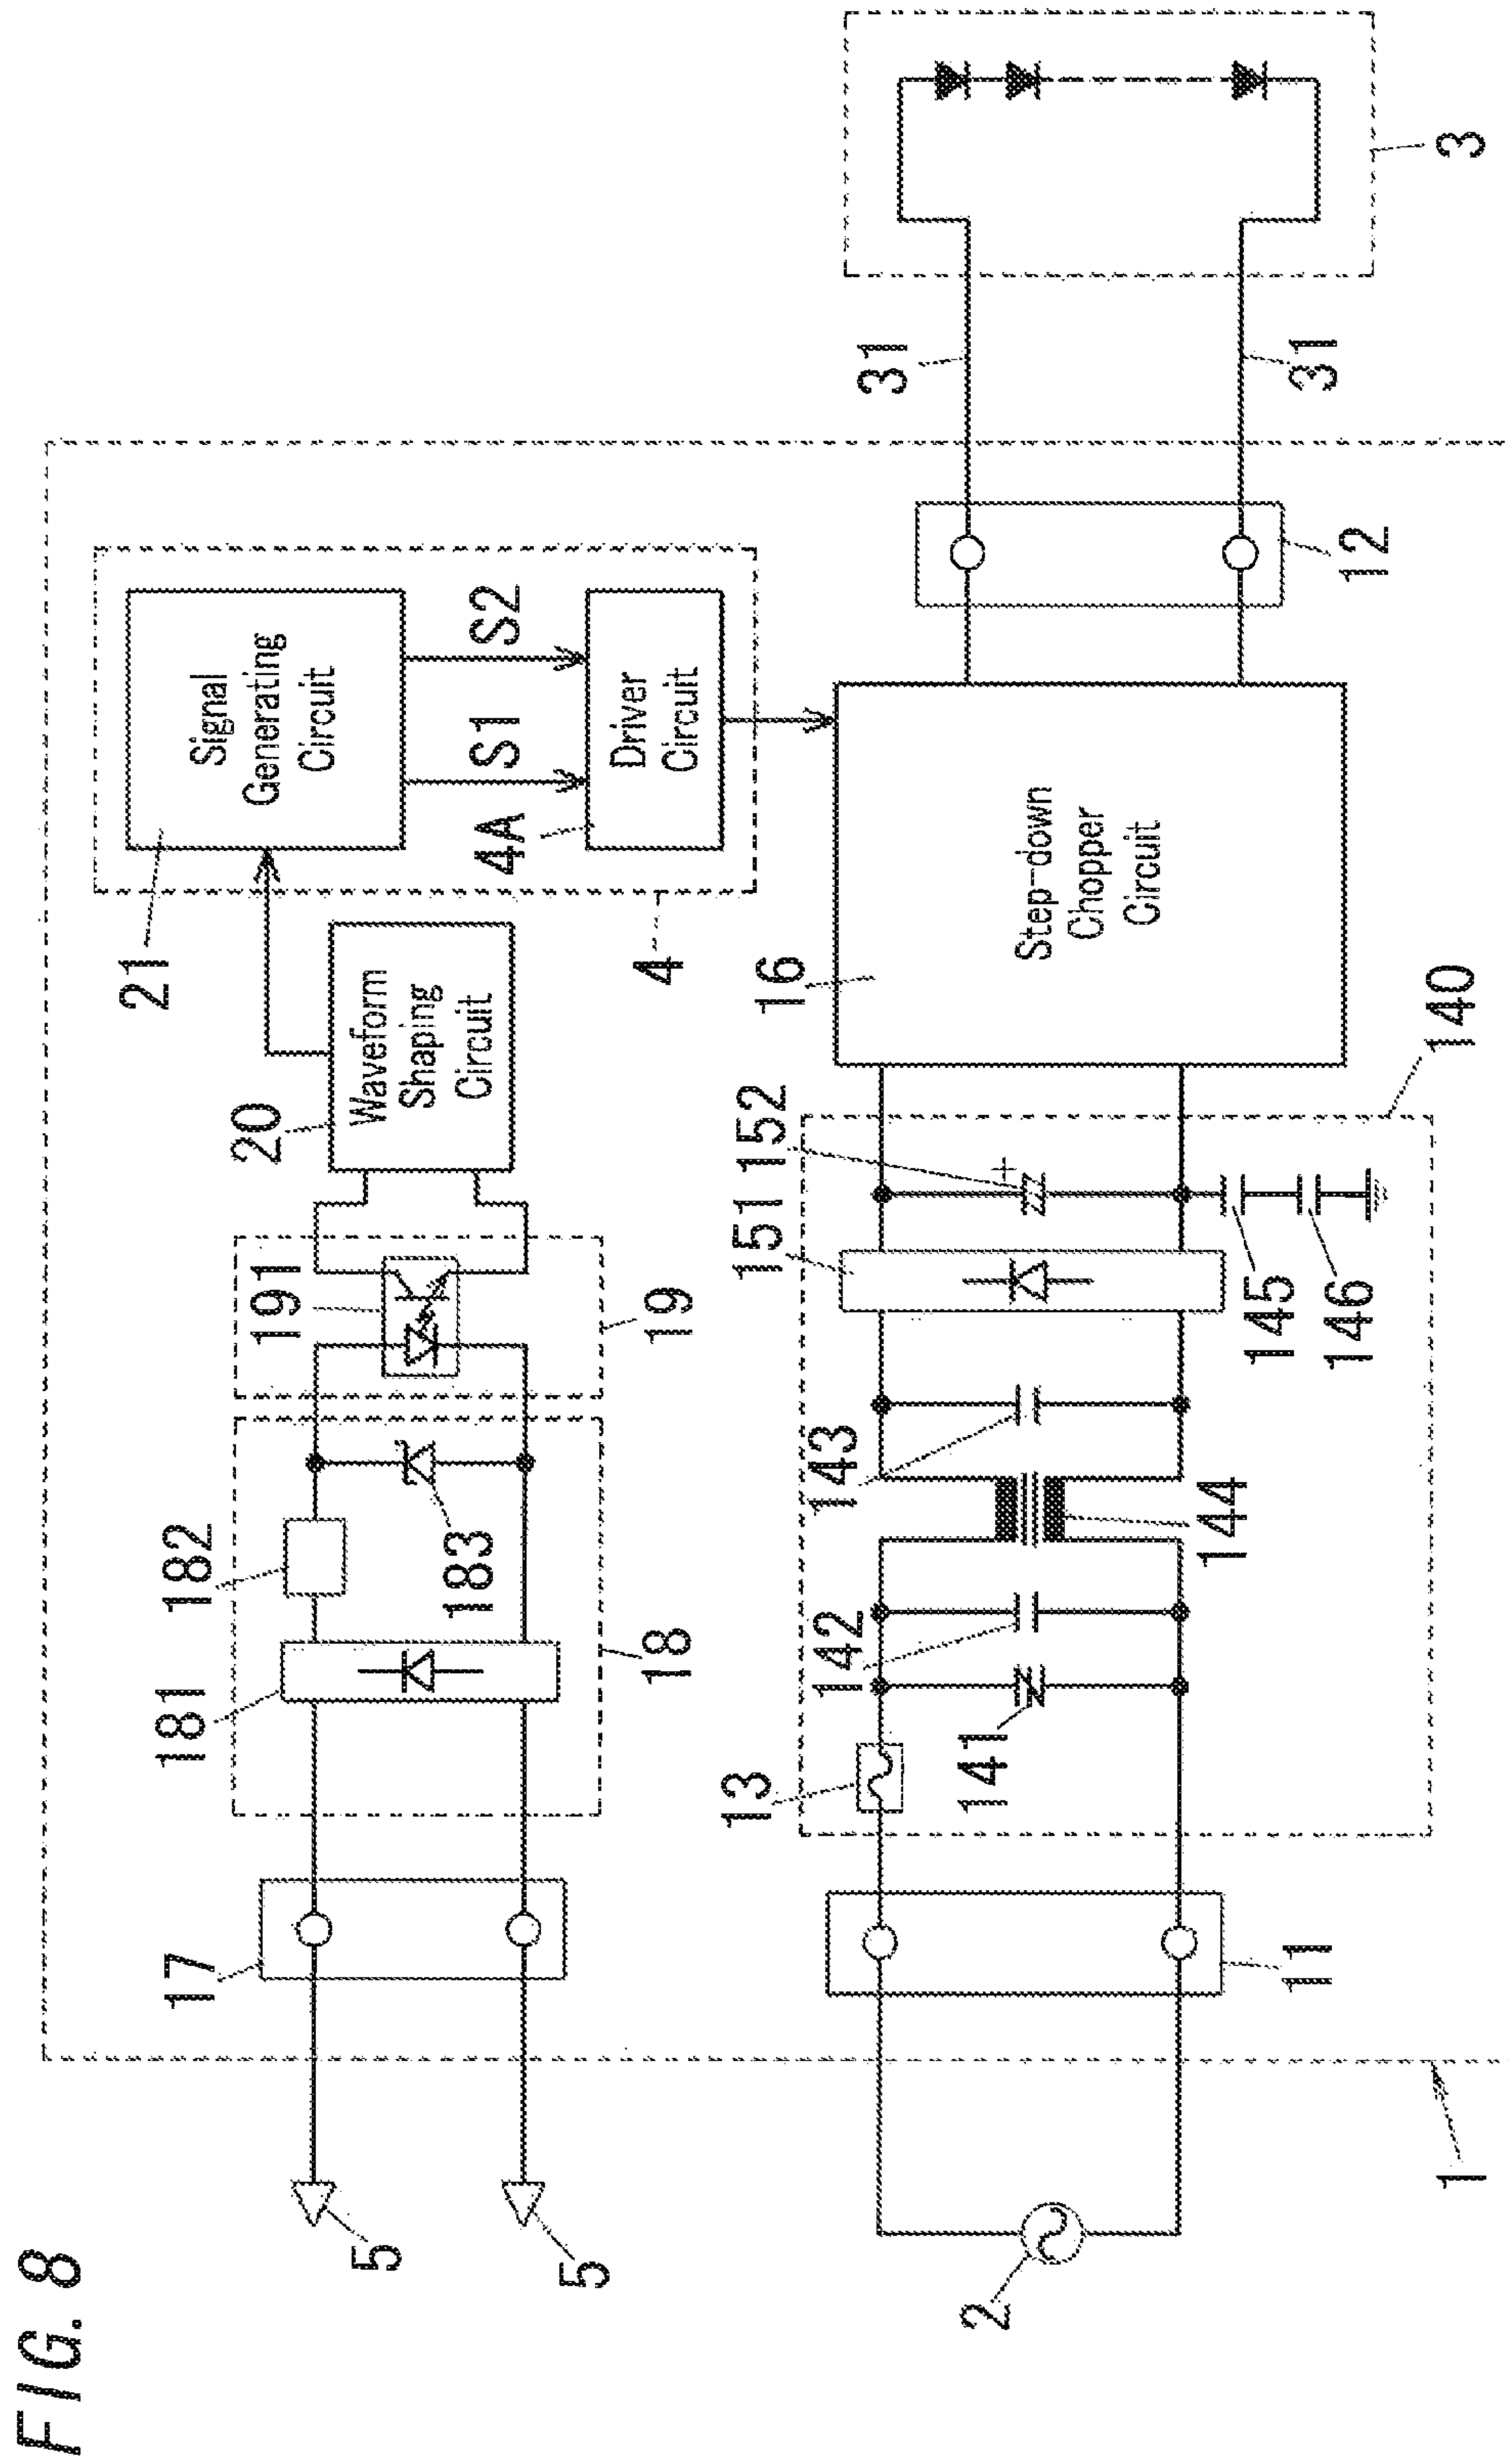 FIG. 8
21
Signal
Generating
Circuit
S1
S2
4A
Driver
Circuit
4
20
Waveform
Shaping
Circuit
191
19
182
183
181
18
17
5
5
16
Step-down
Chopper
Circuit
12
31
31
3
140
151
152
145
146
143
144
142
141
13
11
2
1